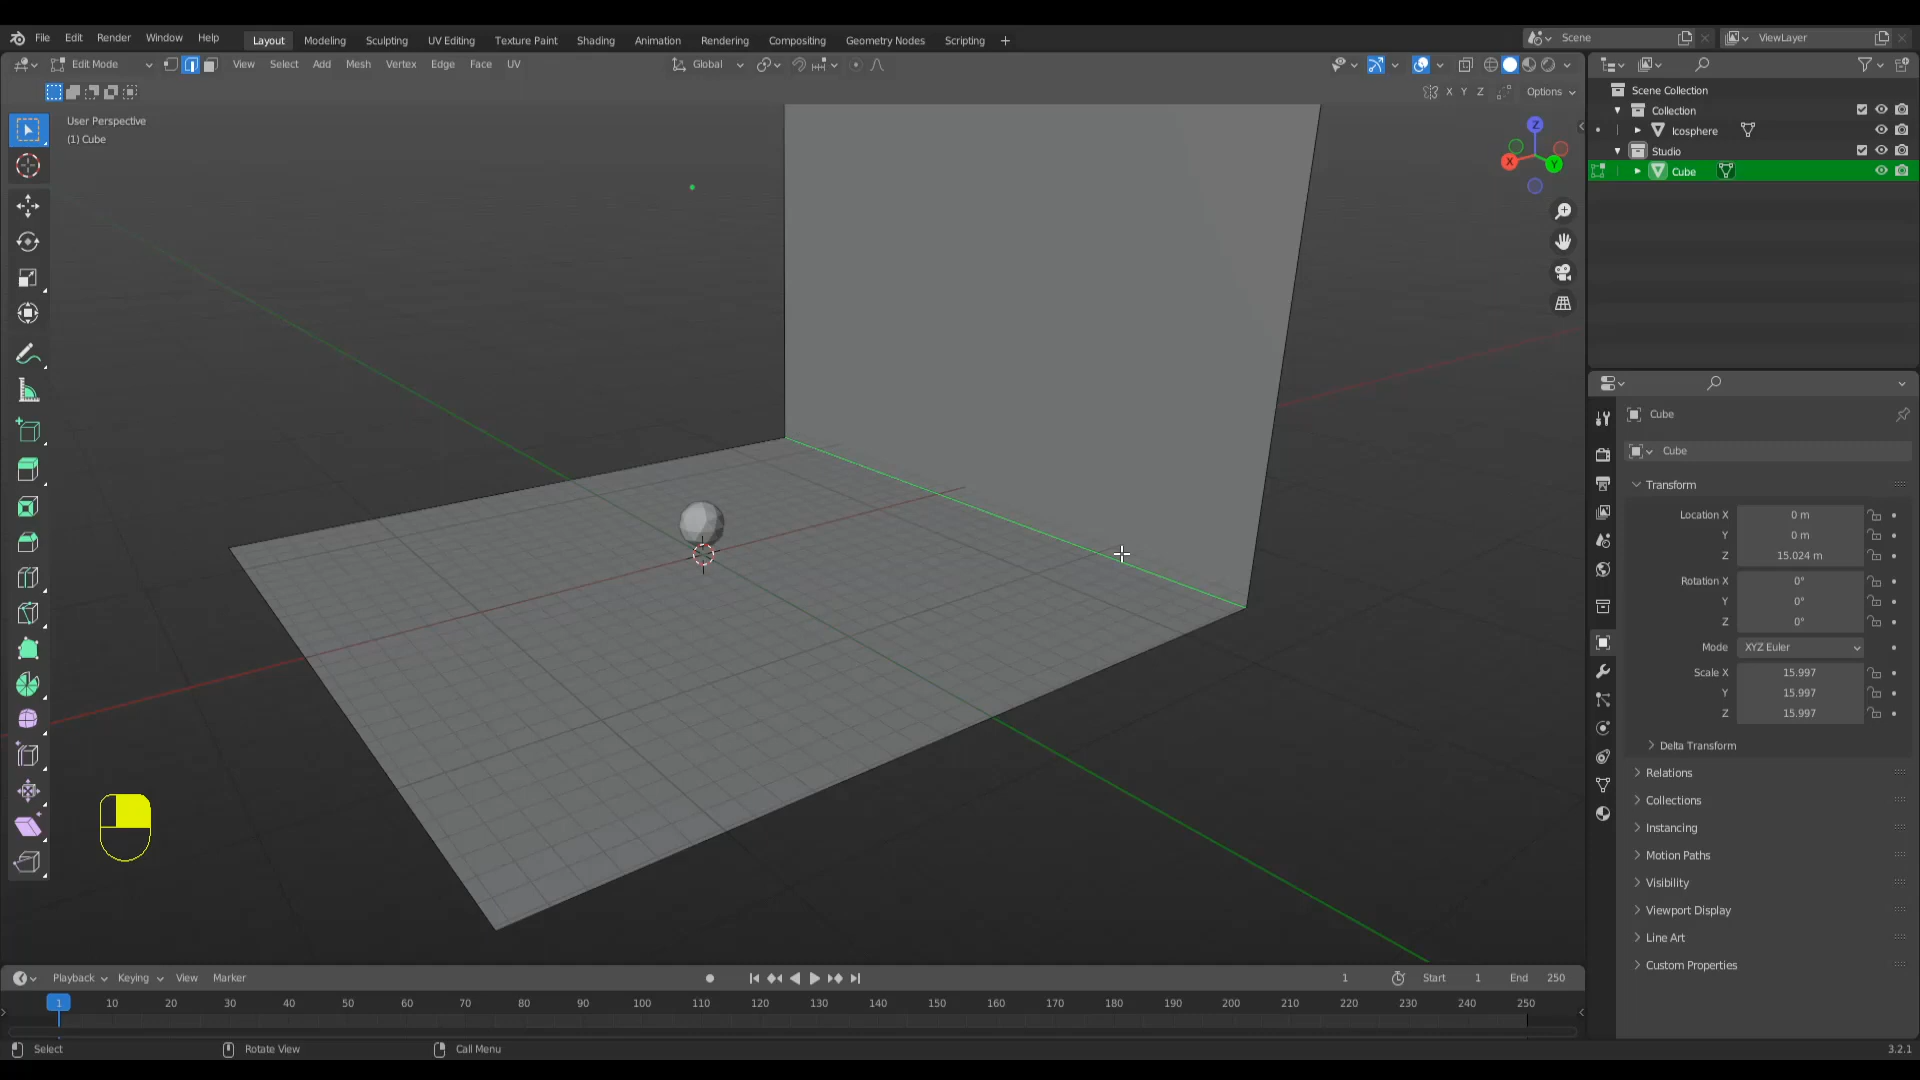 File Edit Render Window Help Layout Modeling Sculpting UV Editing Texture Paint Shading Animation Rendering Compositing Geometry Nodes Scripting + Scene ViewLayer
Edit Mode View Select Add Mesh Vertex Edge Face UV Global
X Y Z Options
User Perspective
(1) Cube
Z
X
Y
Scene Collection
Collection
Icosphere
Studio
Cube
Cube
Cube
Transform
Location X 0 m
Y 0 m
Z 15.024 m
Rotation X 0°
Y 0°
Z 0°
Mode XYZ Euler
Scale X 15.997
Y 15.997
Z 15.997
Delta Transform
Relations
Collections
Instancing
Motion Paths
Visibility
Viewport Display
Line Art
Custom Properties
Playback Keying View Marker 1 Start 1 End 250
1 10 20 30 40 50 60 70 80 90 100 110 120 130 140 150 160 170 180 190 200 210 220 230 240 250
Select Rotate View Call Menu 3.2.1